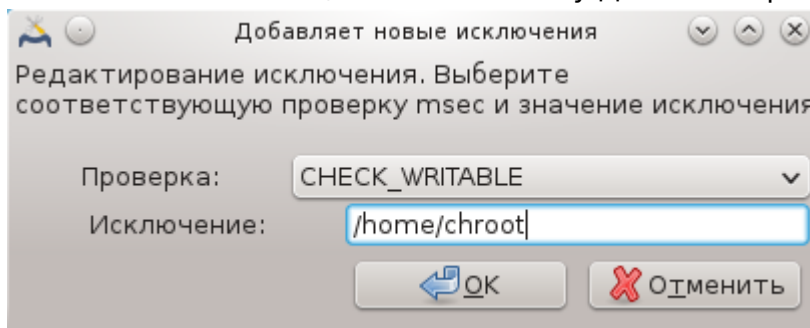 Добавляет новые исключения
Редактирование исключения. Выберите
соответствующую проверку msec и значение исключения
Проверка: CHECK_WRITABLE
Исключение: /home/chroot
OK Отменить